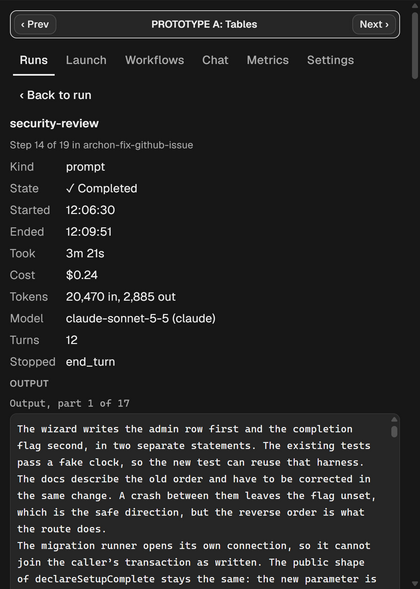 ‹ Prev
PROTOTYPE A: Tables
Next ›
Runs Launch Workflows Chat Metrics Settings
‹ Back to run
security-review
Step 14 of 19 in archon-fix-github-issue
Kind prompt
State ✓ Completed
Started 12:06:30
Ended 12:09:51
Took 3m 21s
Cost $0.24
Tokens 20,470 in, 2,885 out
Model claude-sonnet-5-5 (claude)
Turns 12
Stopped end_turn
OUTPUT
Output, part 1 of 17
The wizard writes the admin row first and the completion
flag second, in two separate statements. The existing tests
pass a fake clock, so the new test can reuse that harness.
The docs describe the old order and have to be corrected in
the same change. A crash between them leaves the flag unset,
which is the safe direction, but the reverse order is what
the route does.
The migration runner opens its own connection, so it cannot
join the caller’s transaction as written. The public shape
of declareSetupComplete stays the same: the new parameter is